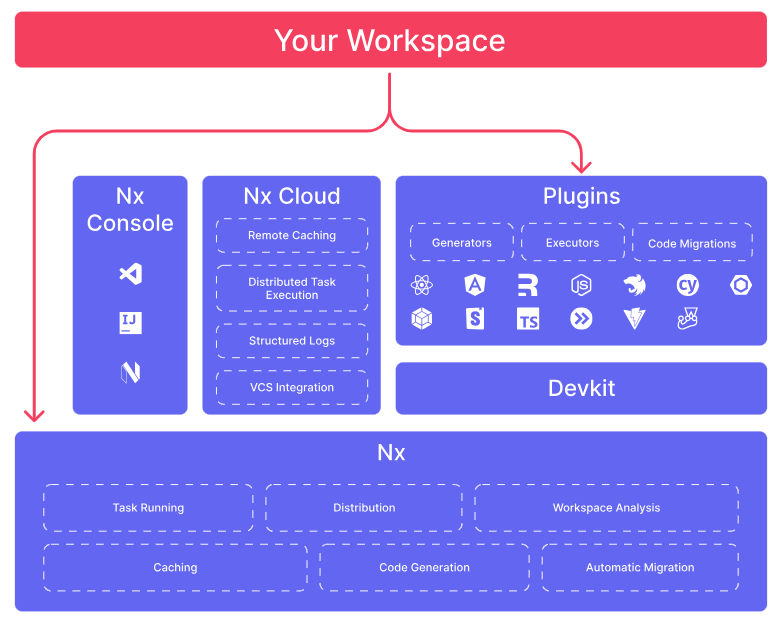 Your Workspace
Nx
Console
IJ
Nx Cloud
Remote Caching
Distributed Task
Execution
Structured Logs
VCS Integration
Plugins
Generators
Executors
Code Migrations
JS
cy
S
TS
Devkit
Nx
Task Running
Distribution
Workspace Analysis
Caching
Code Generation
Automatic Migration